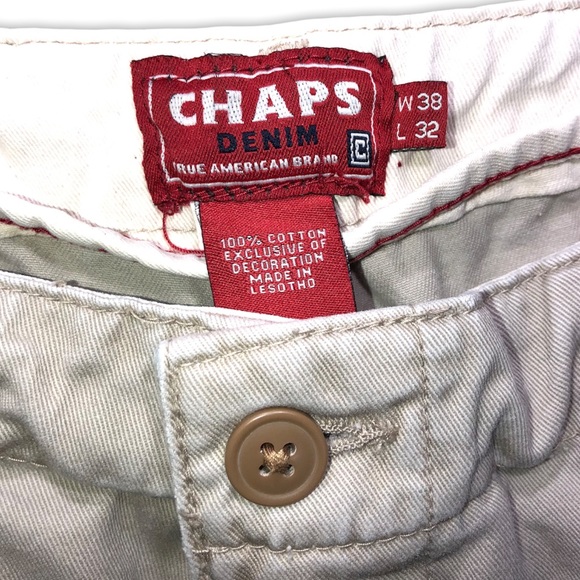 CHAPS
DENIM
TRUE AMERICAN BRAND
C
W 38
L 32
100% COTTON
EXCLUSIVE OF
DECORATION
MADE IN
LESOTHO